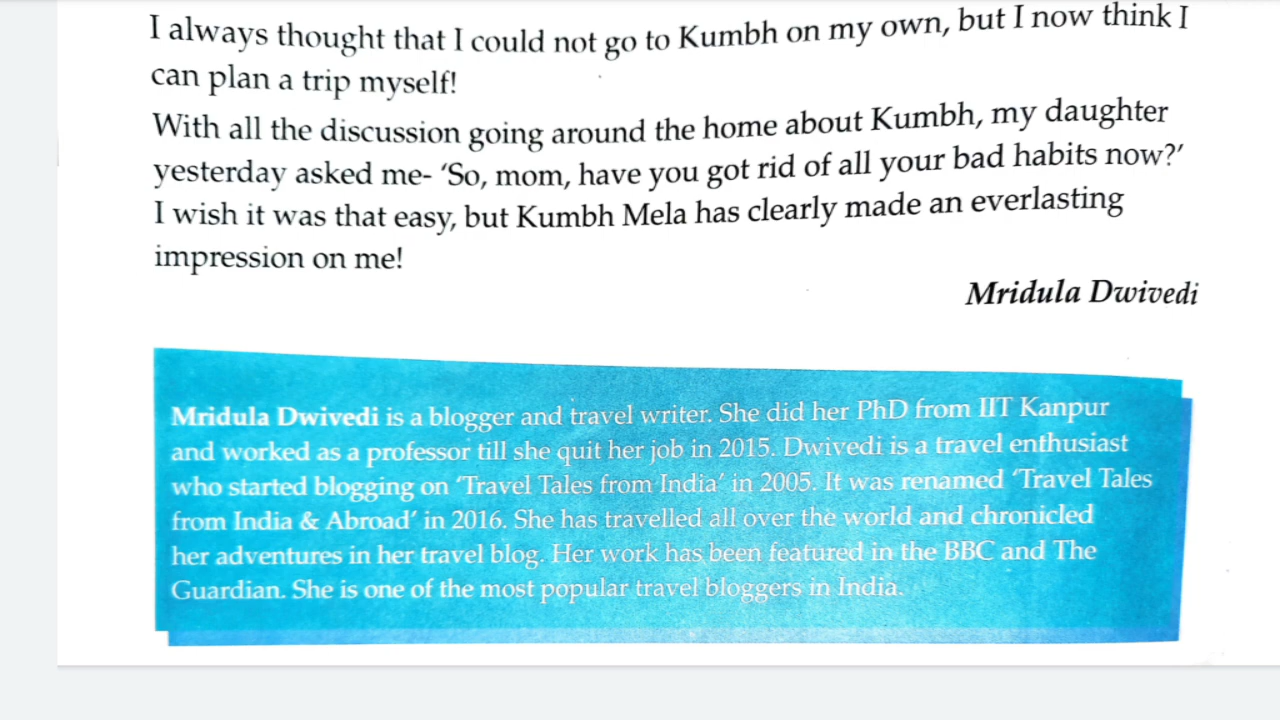 I always thought that I could not go to Kumbh on my own, but I now think I
can plan a trip myself!
With all the discussion going around the home about Kumbh, my daughter
yesterday asked me- ‘So, mom, have you got rid of all your bad habits now?’
I wish it was that easy, but Kumbh Mela has clearly made an everlasting
impression on me!
Mridula Dwivedi
Mridula Dwivedi is a blogger and travel writer. She did her PhD from IIT Kanpur
and worked as a professor till she quit her job in 2015. Dwivedi is a travel enthusiast
who started blogging on ‘Travel Tales from India’ in 2005. It was renamed ‘Travel Tales
from India & Abroad’ in 2016. She has travelled all over the world and chronicled
her adventures in her travel blog. Her work has been featured in the BBC and The
Guardian. She is one of the most popular travel bloggers in India.